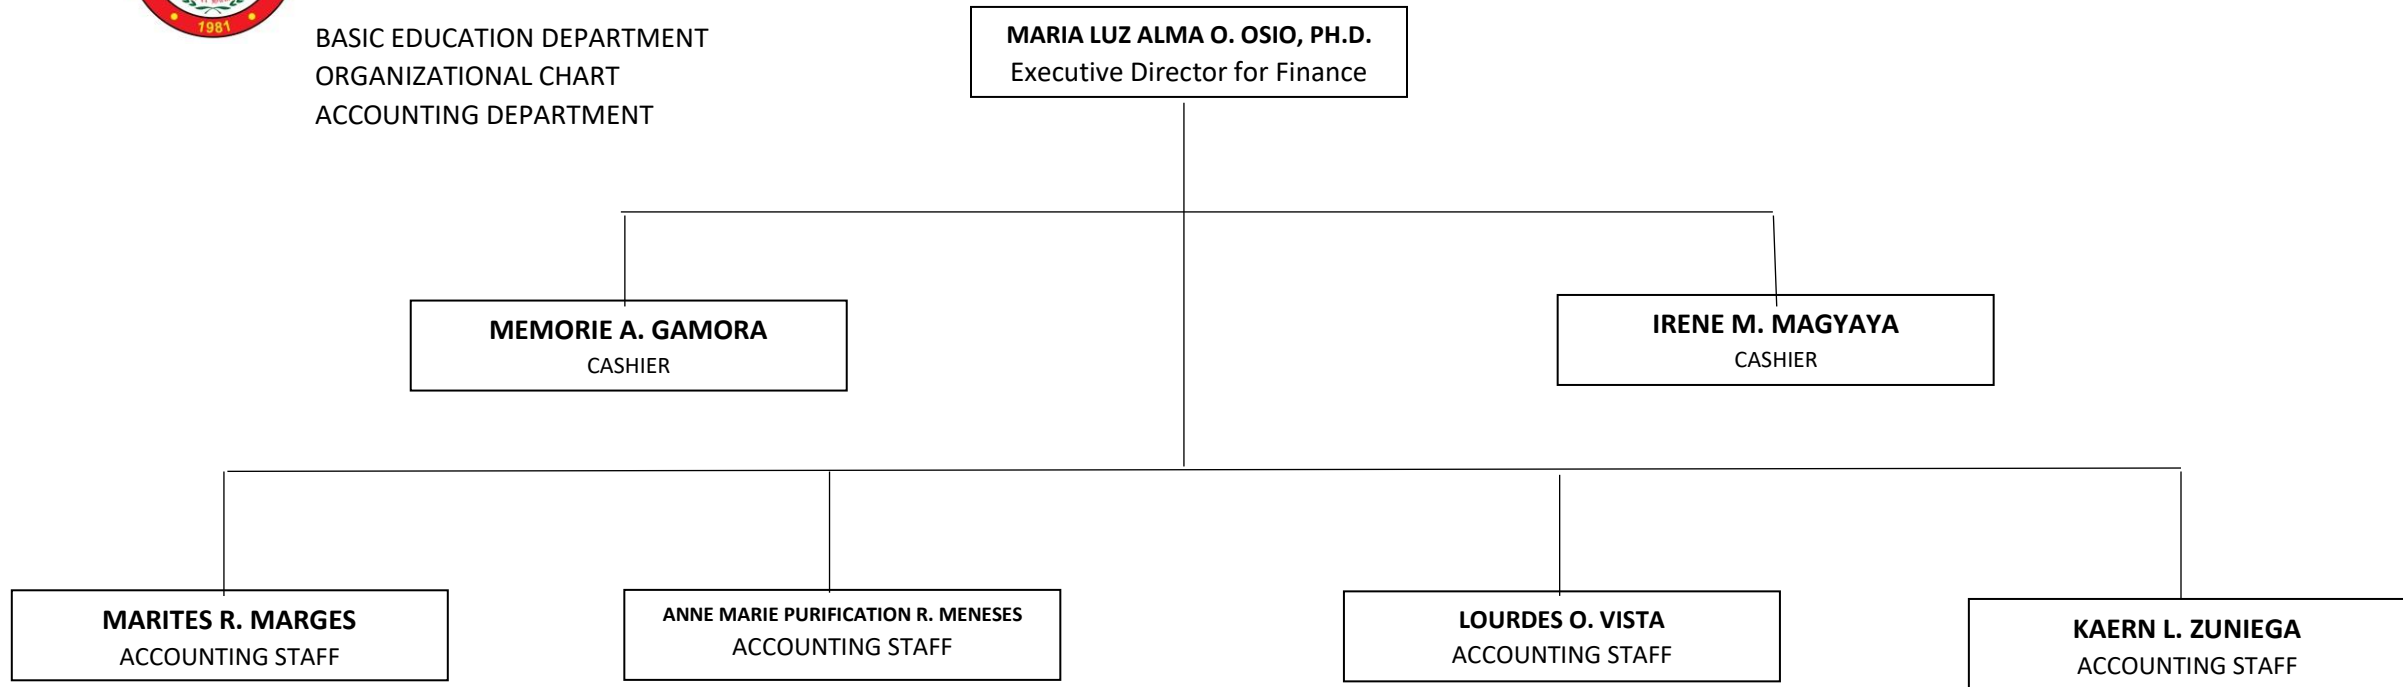 1981
BASIC EDUCATION DEPARTMENT
ORGANIZATIONAL CHART
ACCOUNTING DEPARTMENT
MARIA LUZ ALMA O. OSIO, PH.D.
Executive Director for Finance
MEMORIE A. GAMORA
CASHIER
IRENE M. MAGYAYA
CASHIER
MARITES R. MARGES
ACCOUNTING STAFF
ANNE MARIE PURIFICATION R. MENESES
ACCOUNTING STAFF
LOURDES O. VISTA
ACCOUNTING STAFF
KAERN L. ZUNIEGA
ACCOUNTING STAFF